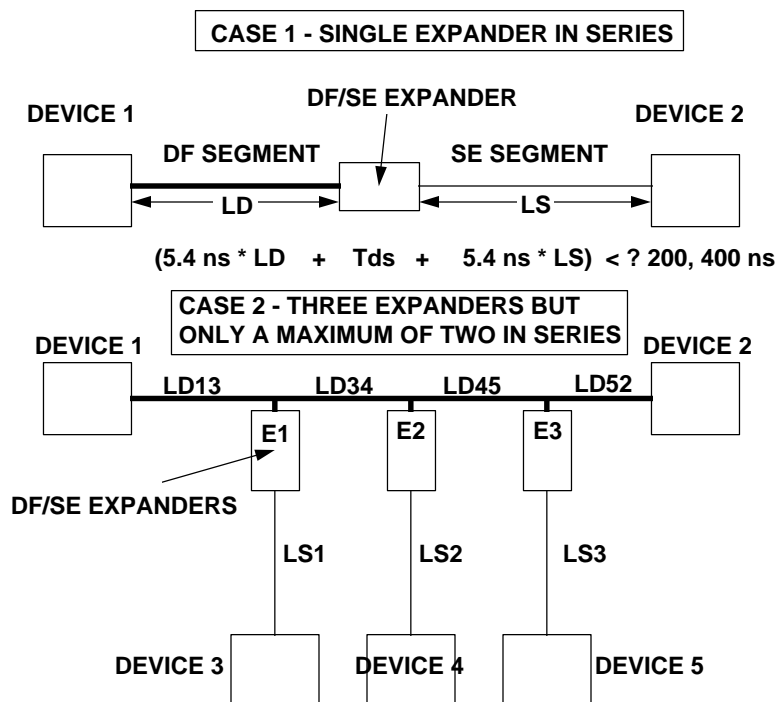 CASE 1 - SINGLE EXPANDER IN SERIES
DF/SE EXPANDER
DEVICE 1
DEVICE 2
DF SEGMENT
SE SEGMENT
LD
LS
(5.4 ns * LD + Tds + 5.4 ns * LS) < ? 200, 400 ns
CASE 2 - THREE EXPANDERS BUT
ONLY A MAXIMUM OF TWO IN SERIES
DEVICE 1
DEVICE 2
LD13
LD34
LD45
LD52
E1
E2
E3
DF/SE EXPANDERS
LS1
LS2
LS3
DEVICE 3
DEVICE 4
DEVICE 5